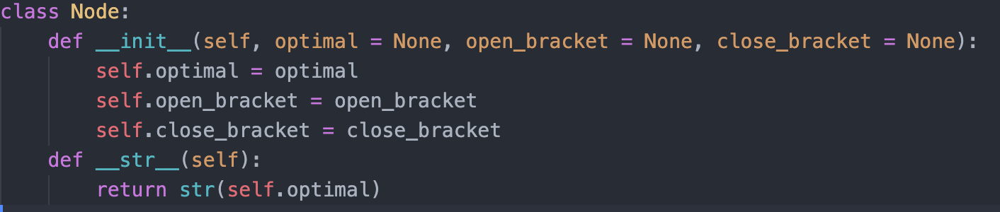 class Node:
    def __init__(self, optimal = None, open_bracket = None, close_bracket = None):
        self.optimal = optimal
        self.open_bracket = open_bracket
        self.close_bracket = close_bracket
    def __str__(self):
        return str(self.optimal)